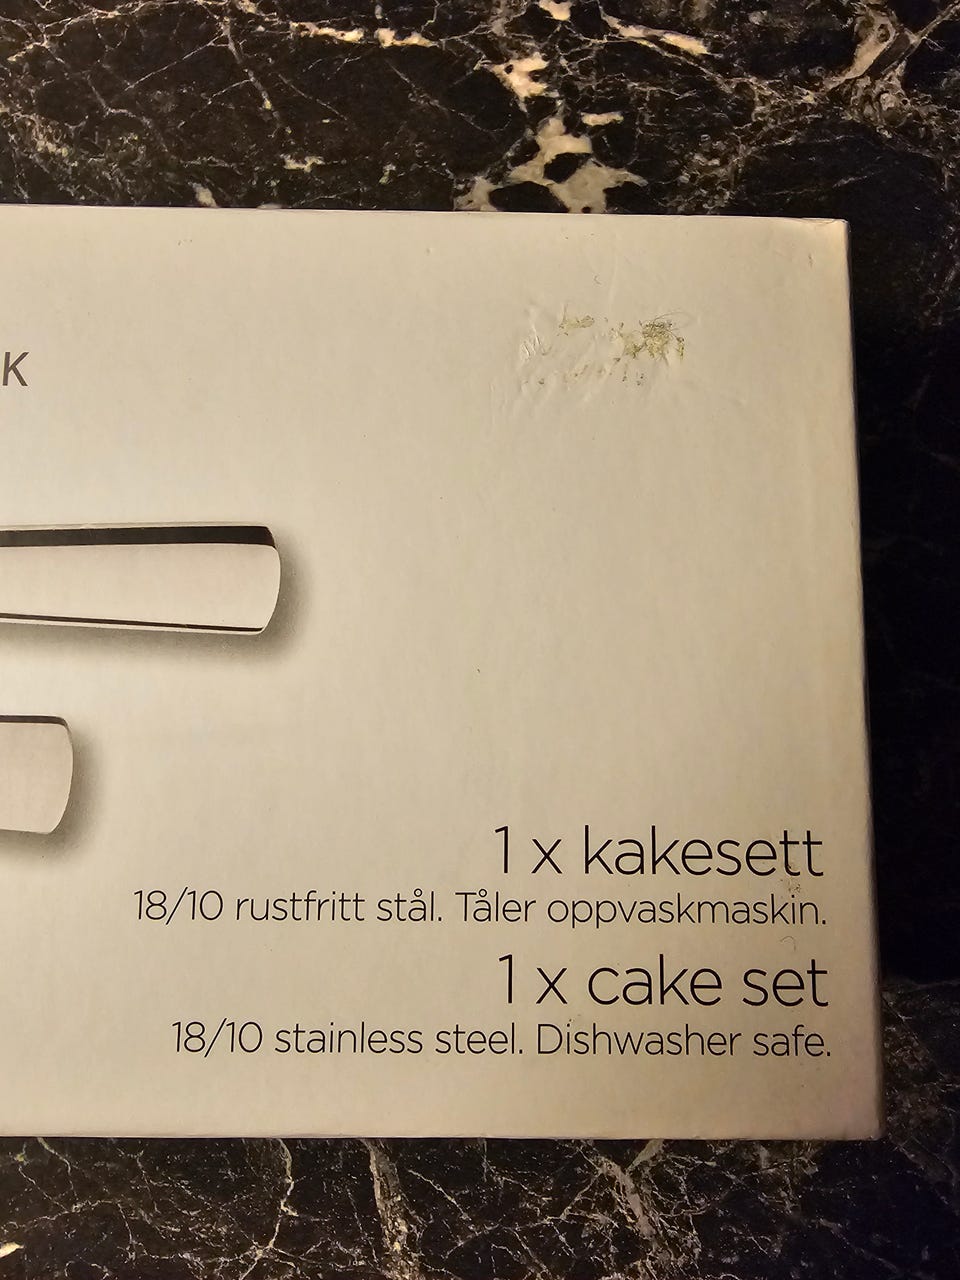 K
1 x kakesett
18/10 rustfritt stål. Tåler oppvaskmaskin.
1 x cake set
18/10 stainless steel. Dishwasher safe.